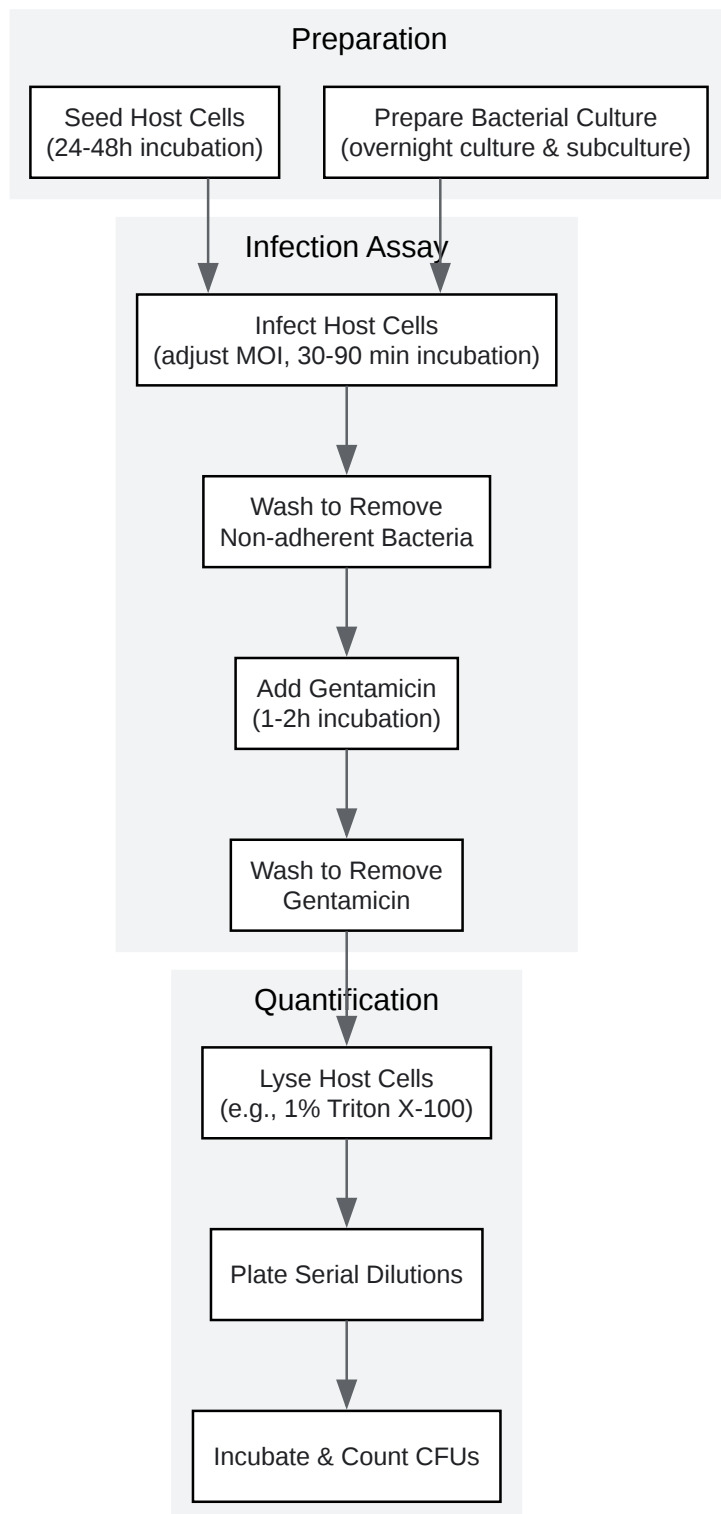 Preparation
Seed Host Cells
(24-48h incubation)
Prepare Bacterial Culture
(overnight culture & subculture)
Infection Assay
Infect Host Cells
(adjust MOI, 30-90 min incubation)
Wash to Remove
Non-adherent Bacteria
Add Gentamicin
(1-2h incubation)
Wash to Remove
Gentamicin
Quantification
Lyse Host Cells
(e.g., 1% Triton X-100)
Plate Serial Dilutions
Incubate & Count CFUs